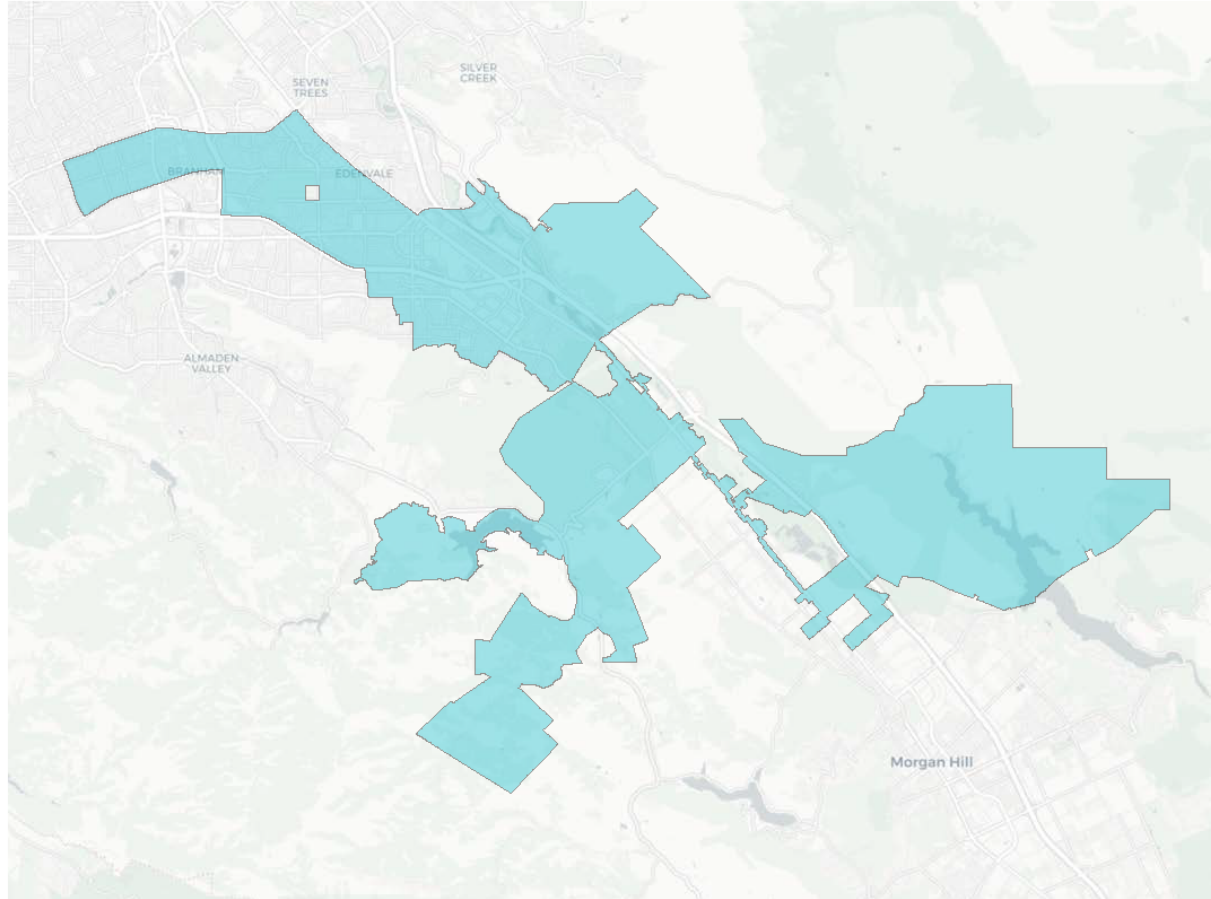 SILVER
CREEK
SEVEN
TREES
BRANHAM
EDENVALE
ALMADEN
VALLEY
Morgan Hill